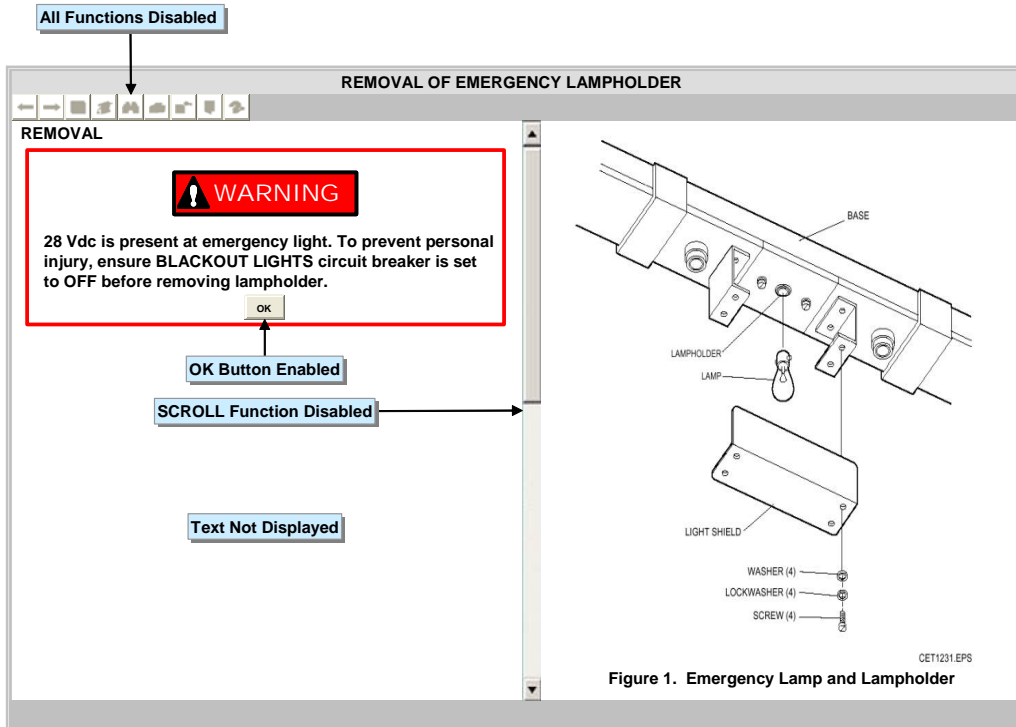 All Functions Disabled
REMOVAL OF EMERGENCY LAMPHOLDER
REMOVAL
WARNING
28 Vdc is present at emergency light. To prevent personal
injury, ensure BLACKOUT LIGHTS circuit breaker is set
to OFF before removing lampholder.
OK
OK Button Enabled
SCROLL Function Disabled
Text Not Displayed
BASE
LAMPHOLDER
LAMP
LIGHT SHIELD
WASHER (4)
LOCKWASHER (4)
SCREW (4)
CET1231.EPS
Figure 1. Emergency Lamp and Lampholder